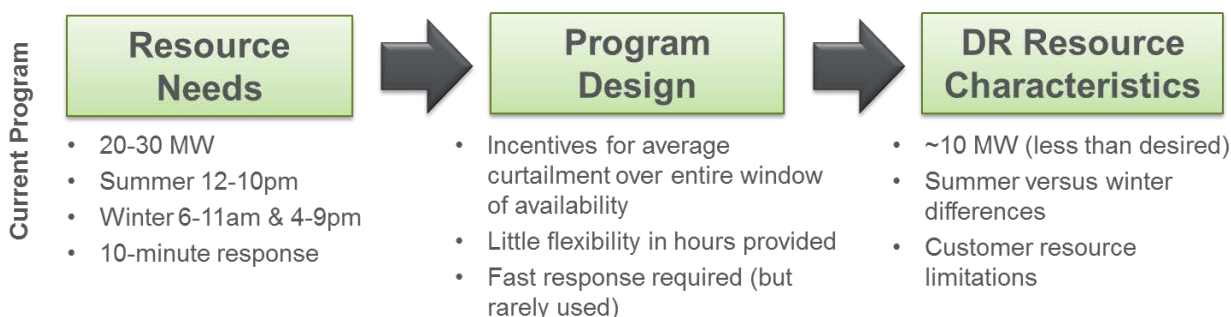 Current Program
Resource
Needs
• 20-30 MW
• Summer 12-10pm
• Winter 6-11am & 4-9pm
• 10-minute response
Program
Design
• Incentives for average
curtailment over entire window
of availability
• Little flexibility in hours provided
• Fast response required (but
rarely used)
DR Resource
Characteristics
• ~10 MW (less than desired)
• Summer versus winter
differences
• Customer resource
limitations